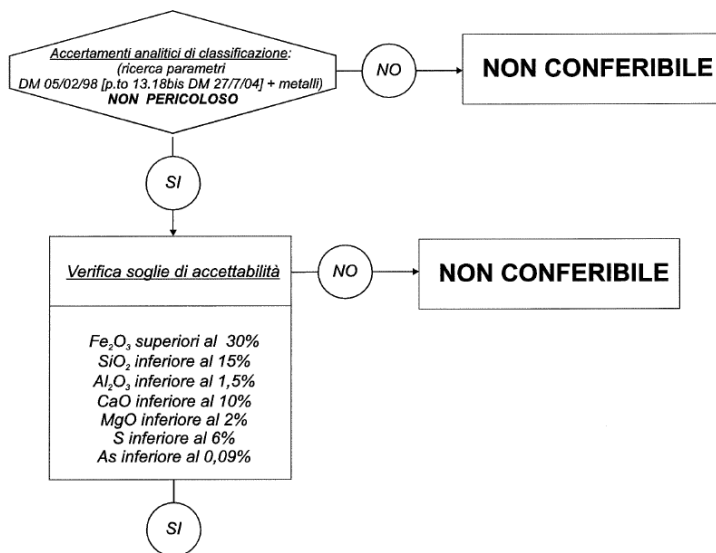 Accertamenti analitici di classificazione:
(ricerca parametri
DM 05/02/98 [p.to 13.18bis DM 27/7/04] + metalli)
NON PERICOLOSO
NO
NON CONFERIBILE
SI
Verifica soglie di accettabilità
NO
NON CONFERIBILE
Fe₂O₃ superiori al 30%
SiO₂ inferiore al 15%
Al₂O₃ inferiore al 1,5%
CaO inferiore al 10%
MgO inferiore al 2%
S inferiore al 6%
As inferiore al 0,09%
SI